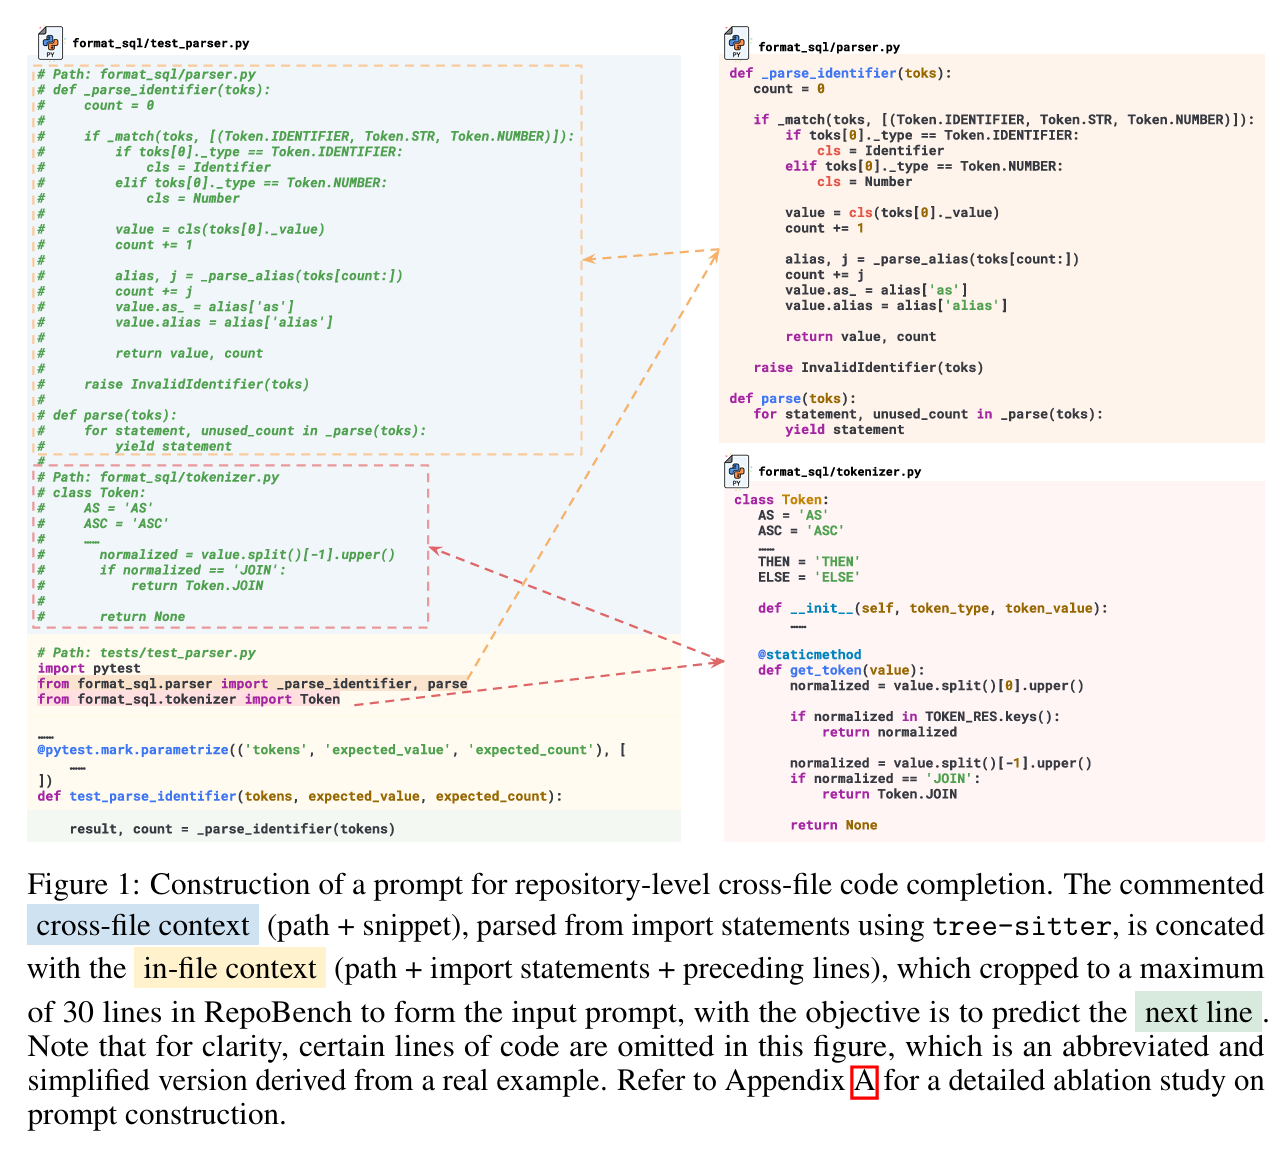 PY
format_sql/test_parser.py
# Path: format_sql/parser.py
# def _parse_identifier(toks):
#     count = 0
#
#     if _match(toks, [(Token.IDENTIFIER, Token.STR, Token.NUMBER)]):
#         if toks[0]._type == Token.IDENTIFIER:
#             cls = Identifier
#         elif toks[0]._type == Token.NUMBER:
#             cls = Number
#
#         value = cls(toks[0]._value)
#         count += 1
#
#         alias, j = _parse_alias(toks[count:])
#         count += j
#         value.as_ = alias['as']
#         value.alias = alias['alias']
#
#         return value, count
#
#     raise InvalidIdentifier(toks)
#
# def parse(toks):
#     for statement, unused_count in _parse(toks):
#         yield statement
#
# Path: format_sql/tokenizer.py
# class Token:
#     AS = 'AS'
#     ASC = 'ASC'
#     ……
#       normalized = value.split()[-1].upper()
#       if normalized == 'JOIN':
#           return Token.JOIN
#
#       return None
# Path: tests/test_parser.py
import pytest
from format_sql.parser import _parse_identifier, parse
from format_sql.tokenizer import Token
……
@pytest.mark.parametrize(('tokens', 'expected_value', 'expected_count'), [
    ……
])
def test_parse_identifier(tokens, expected_value, expected_count):
    result, count = _parse_identifier(tokens)
PY
format_sql/parser.py
def _parse_identifier(toks):
   count = 0

   if _match(toks, [(Token.IDENTIFIER, Token.STR, Token.NUMBER)]):
       if toks[0]._type == Token.IDENTIFIER:
           cls = Identifier
       elif toks[0]._type == Token.NUMBER:
           cls = Number

       value = cls(toks[0]._value)
       count += 1

       alias, j = _parse_alias(toks[count:])
       count += j
       value.as_ = alias['as']
       value.alias = alias['alias']

       return value, count

   raise InvalidIdentifier(toks)

def parse(toks):
   for statement, unused_count in _parse(toks):
       yield statement
PY
format_sql/tokenizer.py
class Token:
   AS = 'AS'
   ASC = 'ASC'
   ……
   THEN = 'THEN'
   ELSE = 'ELSE'

   def __init__(self, token_type, token_value):
       ……

   @staticmethod
   def get_token(value):
       normalized = value.split()[0].upper()

       if normalized in TOKEN_RES.keys():
           return normalized

       normalized = value.split()[-1].upper()
       if normalized == 'JOIN':
           return Token.JOIN

       return None
Figure 1: Construction of a prompt for repository-level cross-file code completion. The commented
cross-file context (path + snippet), parsed from import statements using tree-sitter, is concated
with the in-file context (path + import statements + preceding lines), which cropped to a maximum
of 30 lines in RepoBench to form the input prompt, with the objective is to predict the next line.
Note that for clarity, certain lines of code are omitted in this figure, which is an abbreviated and
simplified version derived from a real example. Refer to Appendix A for a detailed ablation study on
prompt construction.